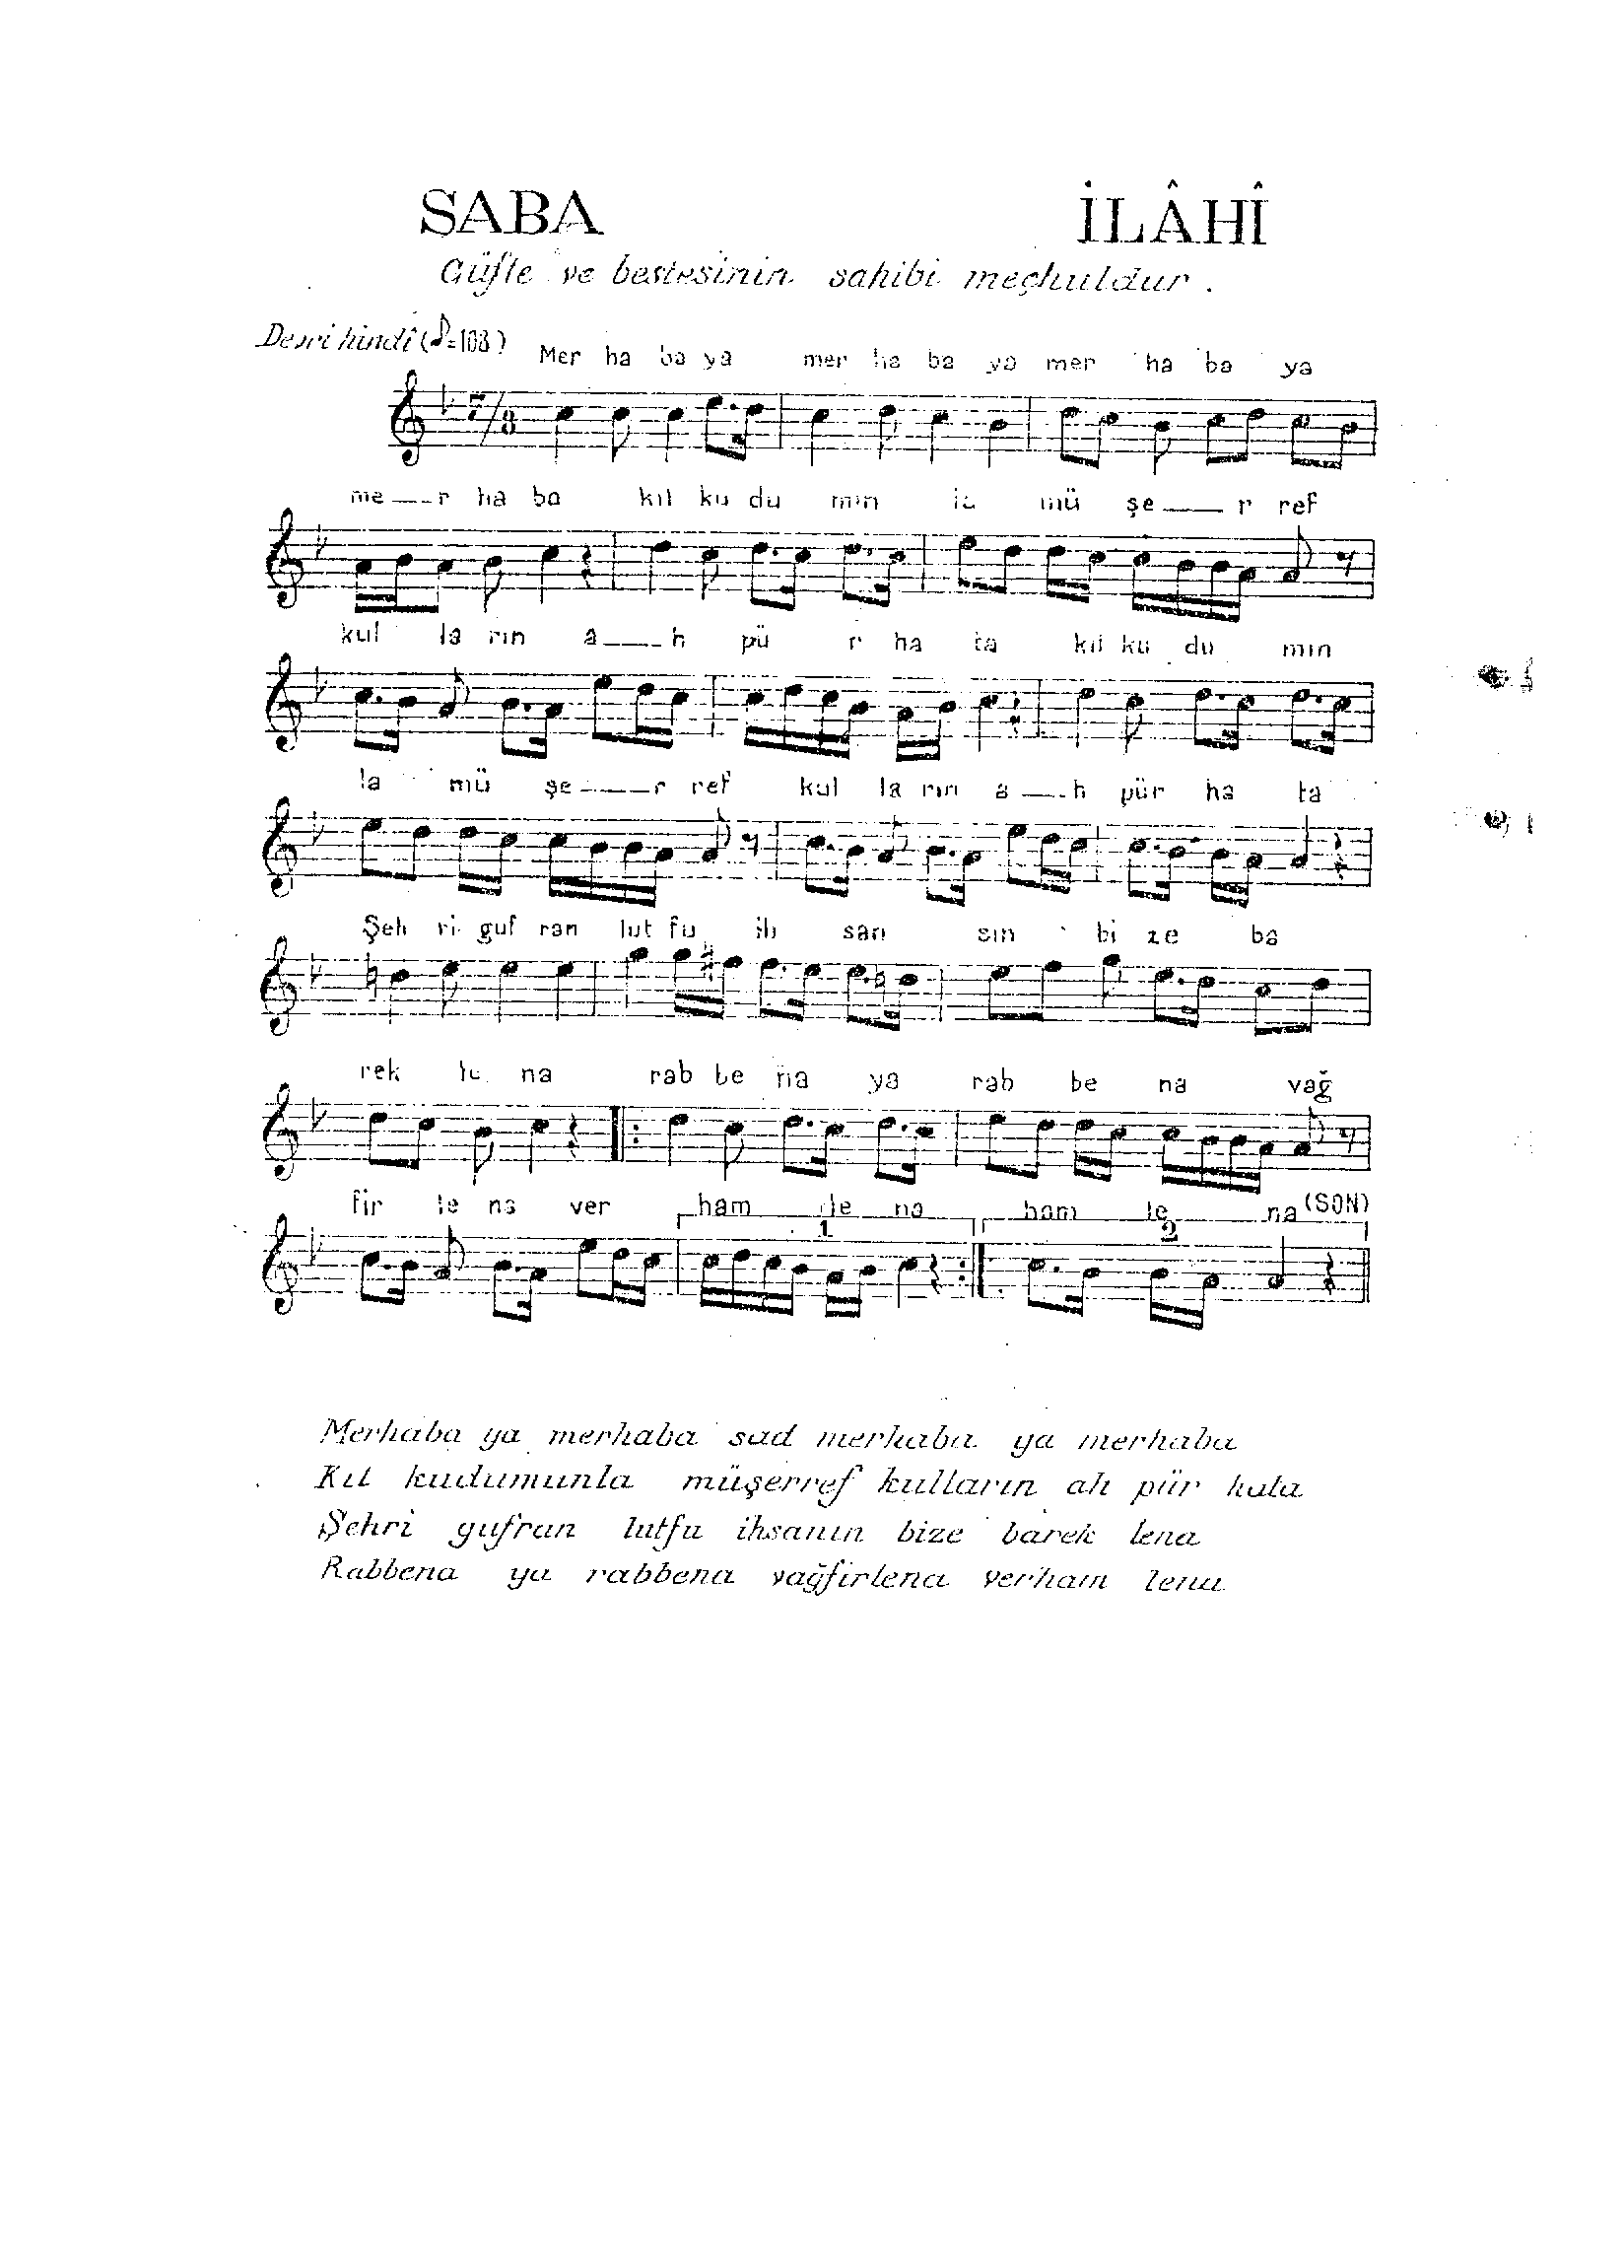 SABA İLÂHÎ
Güfte ve bestesinin sahibi meçhuldur.
Devri hindî (♪=108)
Mer ha ba ya mer ha ba ya mer ha ba ya
7/8
me——r ha ba kıl ku du mın la mü şe——r ref
kul la rın a——h pü r ha ta kıl ku du mın
la mü şe——r ref kul la rın a——h pür ha ta
Şeh ri guf ran lut fu ih san sın bi ze ba
rek le na rab be na ya rab be na vağ
fir le na ver ham le na ham le na (SON)
1 2
Merhaba ya merhaba sad merhaba ya merhaba
Kıl kudumunla müşerref kulların ah pür hata
Şehri gufran lutfu ihsanın bize barek lena
Rabbena ya rabbena vağfirlena verham lena